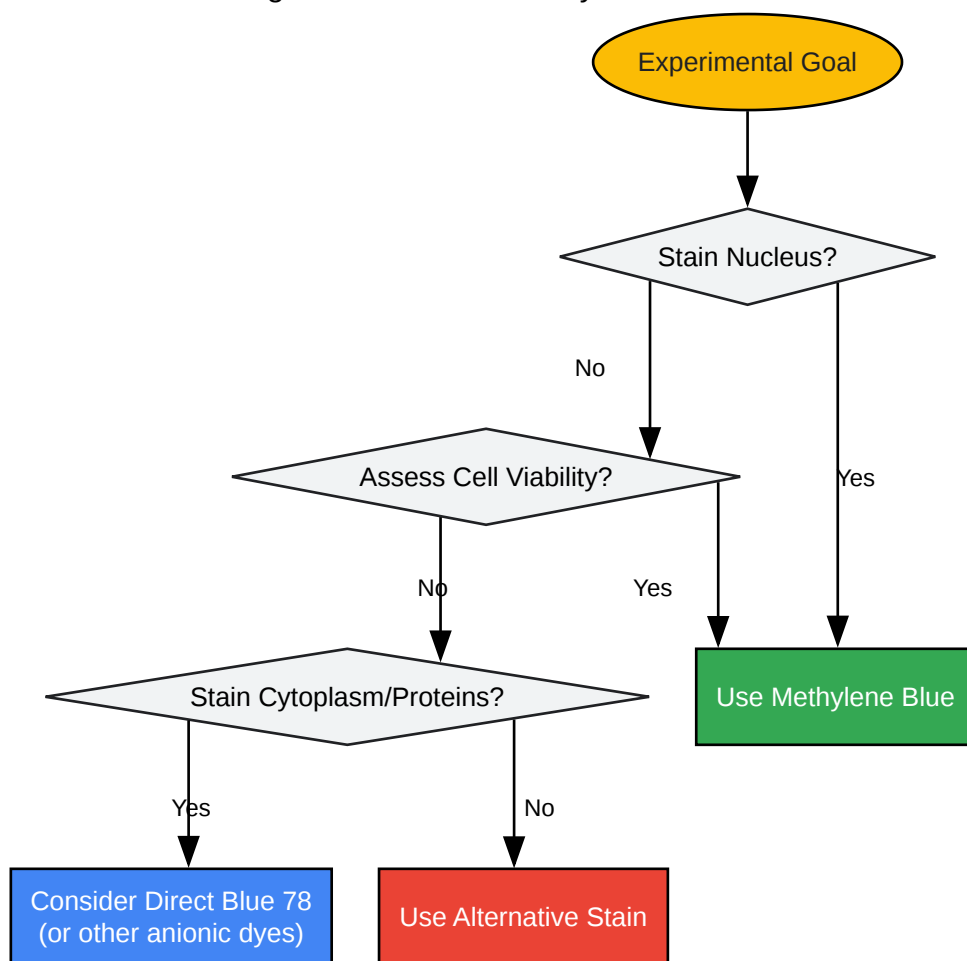 Experimental Goal
Stain Nucleus?
No
Yes
Assess Cell Viability?
No
Yes
Stain Cytoplasm/Proteins?
Use Methylene Blue
Yes
No
Consider Direct Blue 78
(or other anionic dyes)
Use Alternative Stain